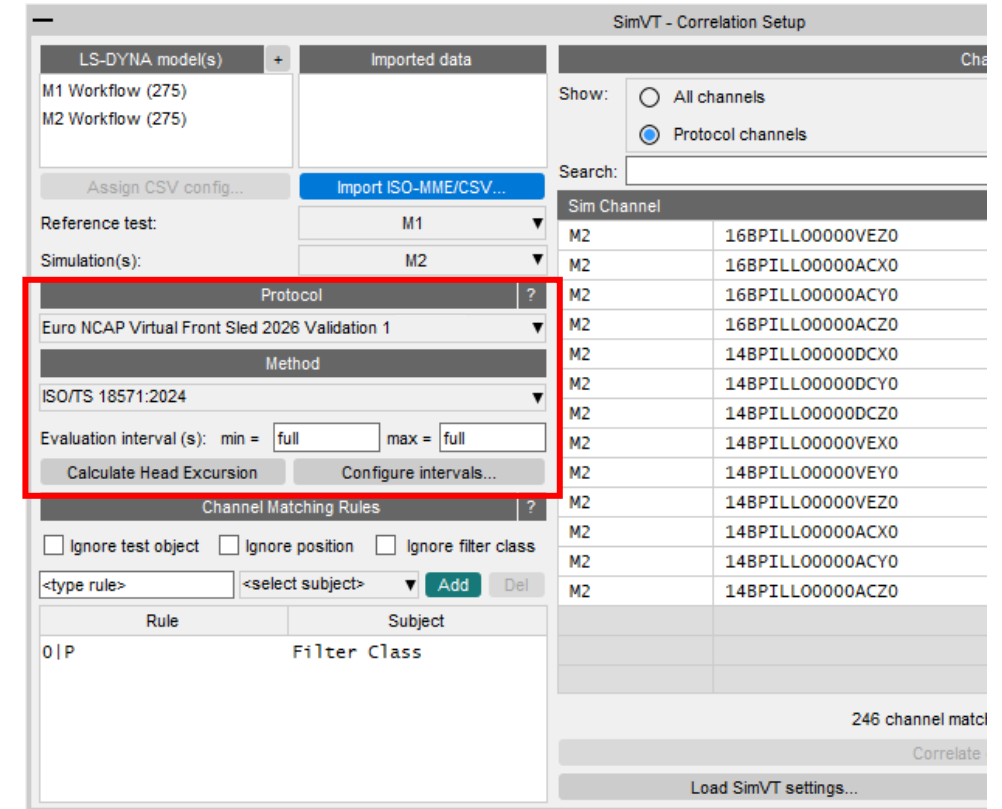 SimVT - Correlation Setup
LS-DYNA model(s) + Imported data
M1 Workflow (275)
M2 Workflow (275)
Assign CSV config... Import ISO-MME/CSV...
Reference test: M1
Simulation(s): M2
Protocol ?
Euro NCAP Virtual Front Sled 2026 Validation 1
Method
ISO/TS 18571:2024
Evaluation interval (s): min = full max = full
Calculate Head Excursion Configure intervals...
Channel Matching Rules ?
Ignore test object Ignore position Ignore filter class
<type rule> <select subject> Add Del
Rule Subject
0|P Filter Class
Cha
Show: All channels
Protocol channels
Search:
Sim Channel
M2 16BPILLO0000VEZ0
M2 16BPILLO0000ACX0
M2 16BPILLO0000ACY0
M2 16BPILLO0000ACZ0
M2 14BPILLO0000DCX0
M2 14BPILLO0000DCY0
M2 14BPILLO0000DCZ0
M2 14BPILLO0000VEX0
M2 14BPILLO0000VEY0
M2 14BPILLO0000VEZ0
M2 14BPILLO0000ACX0
M2 14BPILLO0000ACY0
M2 14BPILLO0000ACZ0
246 channel match
Correlate
Load SimVT settings...